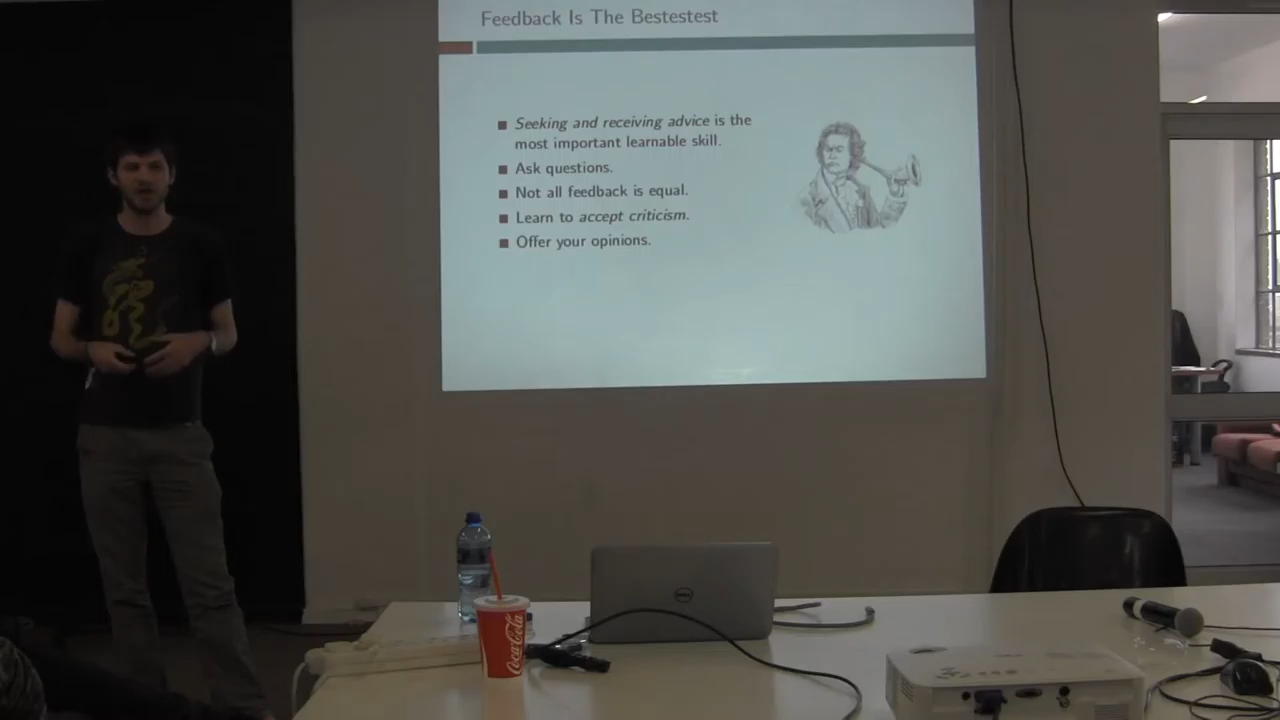 Feedback Is The Bestestest
Seeking and receiving advice is the
most important learnable skill.
Ask questions.
Not all feedback is equal.
Learn to accept criticism.
Offer your opinions.
DELL
Coca-Cola